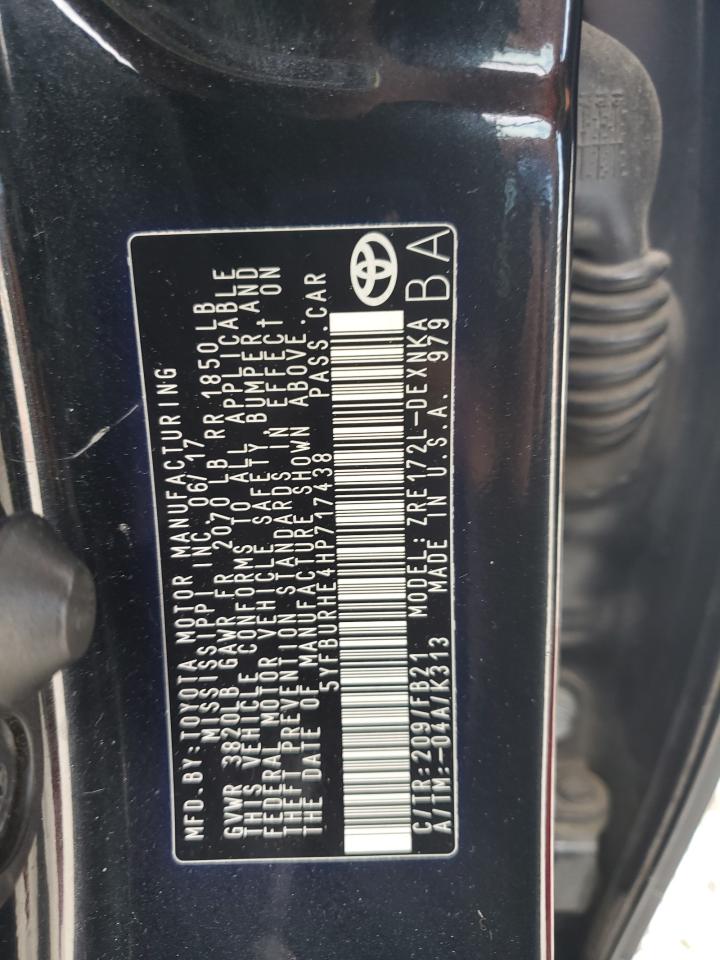 MFD.BY:TOYOTA MOTOR MANUFACTURING
MISSISSIPPI INC. 06/17
GVWR 3820LB GAWR FR 2070 LB RR 1850 LB
THIS VEHICLE CONFORMS TO ALL APPLICABLE
FEDERAL MOTOR VEHICLE SAFETY, BUMPER AND
THEFT PREVENTION STANDARDS IN EFFECT ON
THE DATE OF MANUFACTURE SHOWN ABOVE.
5YFBURHE4HP717438 PASS.CAR
C/TR:209/FB21 MODEL: ZRE172L-DEXNKA
A/TM:-04A/K313 MADE IN U.S.A. 979
BA